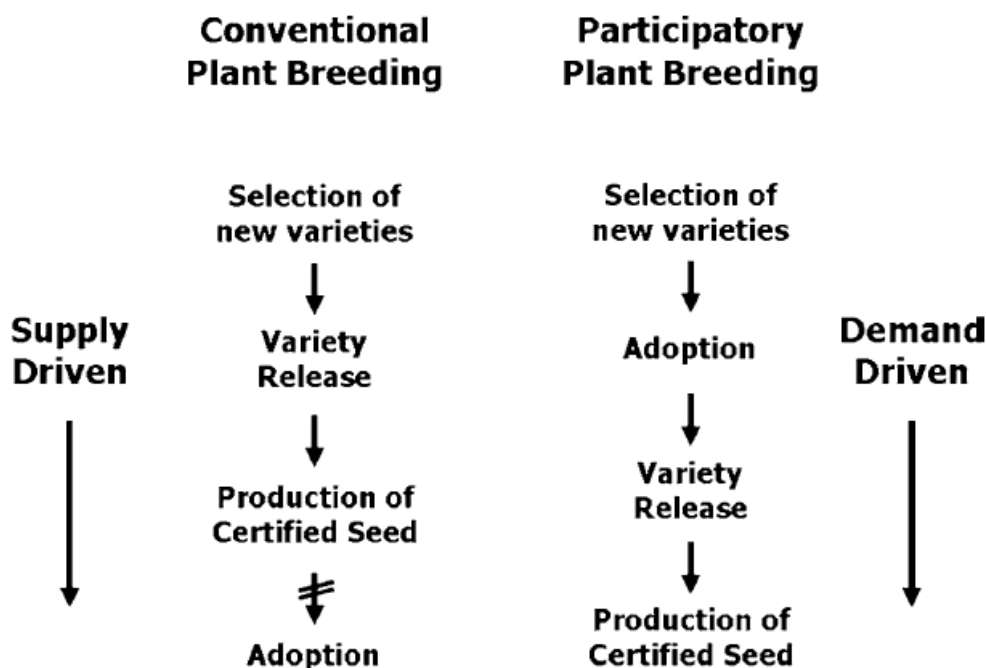 Conventional
Plant Breeding
Participatory
Plant Breeding
Selection of
new varieties
Selection of
new varieties
Supply
Driven
Variety
Release
Adoption
Demand
Driven
Production of
Certified Seed
Variety
Release
Adoption
Production of
Certified Seed